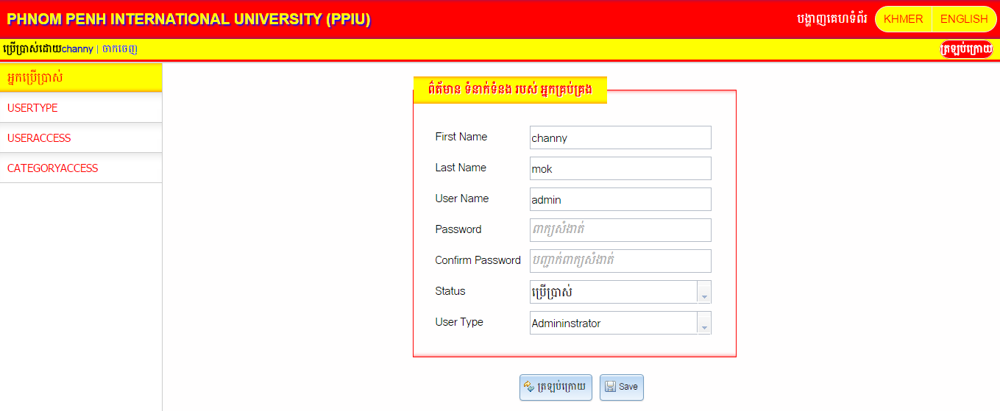 PHNOM PENH INTERNATIONAL UNIVERSITY (PPIU)
បង្ហាញគេហទំព័រ KHMER ENGLISH
ប្រើប្រាស់ដោយchanny | ចាកចេញ
ត្រឡប់ក្រោយ
អ្នកប្រើប្រាស់
USERTYPE
USERACCESS
CATEGORYACCESS
ព៌ត័មាន ទំនាក់ទំនង របស់ អ្នកគ្រប់គ្រង
First Name channy
Last Name mok
User Name admin
Password ពាក្យសំងាត់
Confirm Password បញ្ជាក់ពាក្យសំងាត់
Status ប្រើប្រាស់
User Type Admininstrator
ត្រឡប់ក្រោយ Save